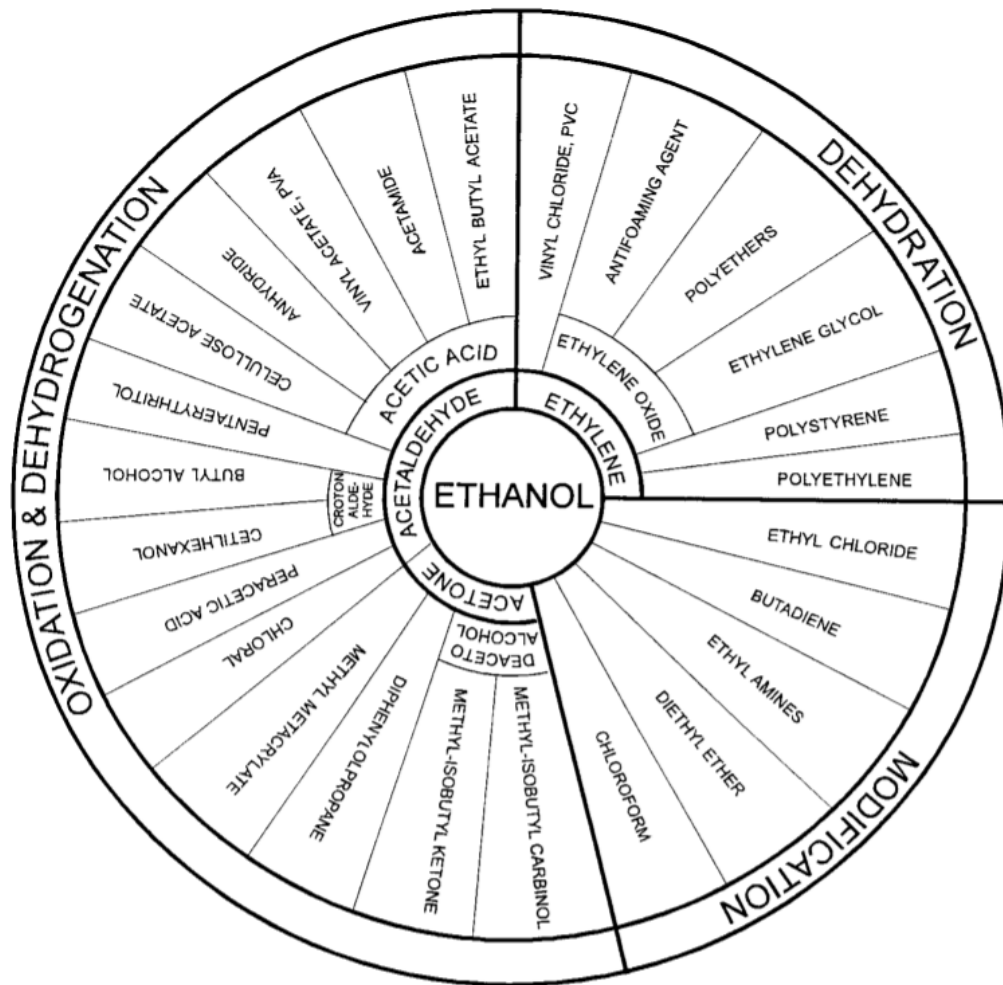 ETHANOL
DEHYDRATION
ETHYLENE
VINYL CHLORIDE, PVC
ETHYLENE OXIDE
ANTIFOAMING AGENT
POLYETHERS
ETHYLENE GLYCOL
POLYSTYRENE
POLYETHYLENE
MODIFICATION
ETHYL CHLORIDE
BUTADIENE
ETHYL AMINES
DIETHYL ETHER
CHLOROFORM
OXIDATION & DEHYDROGENATION
ACETONE
DEACETO
ALCOHOL
METHYL-ISOBUTYL CARBINOL
METHYL-ISOBUTYL KETONE
DIPHENYLOLPROPANE
METHYL METACRYLATE
ACETALDEHYDE
CHLORAL
PERACETIC ACID
CROTON
ALDE-
HYDE
CETILHEXANOL
BUTYL ALCOHOL
PENTAERYTHRITOL
ACETIC ACID
CELULLOSE ACETATE
ANHYDRIDE
VINYL ACETATE, PVA
ACETAMIDE
ETHYL BUTYL ACETATE